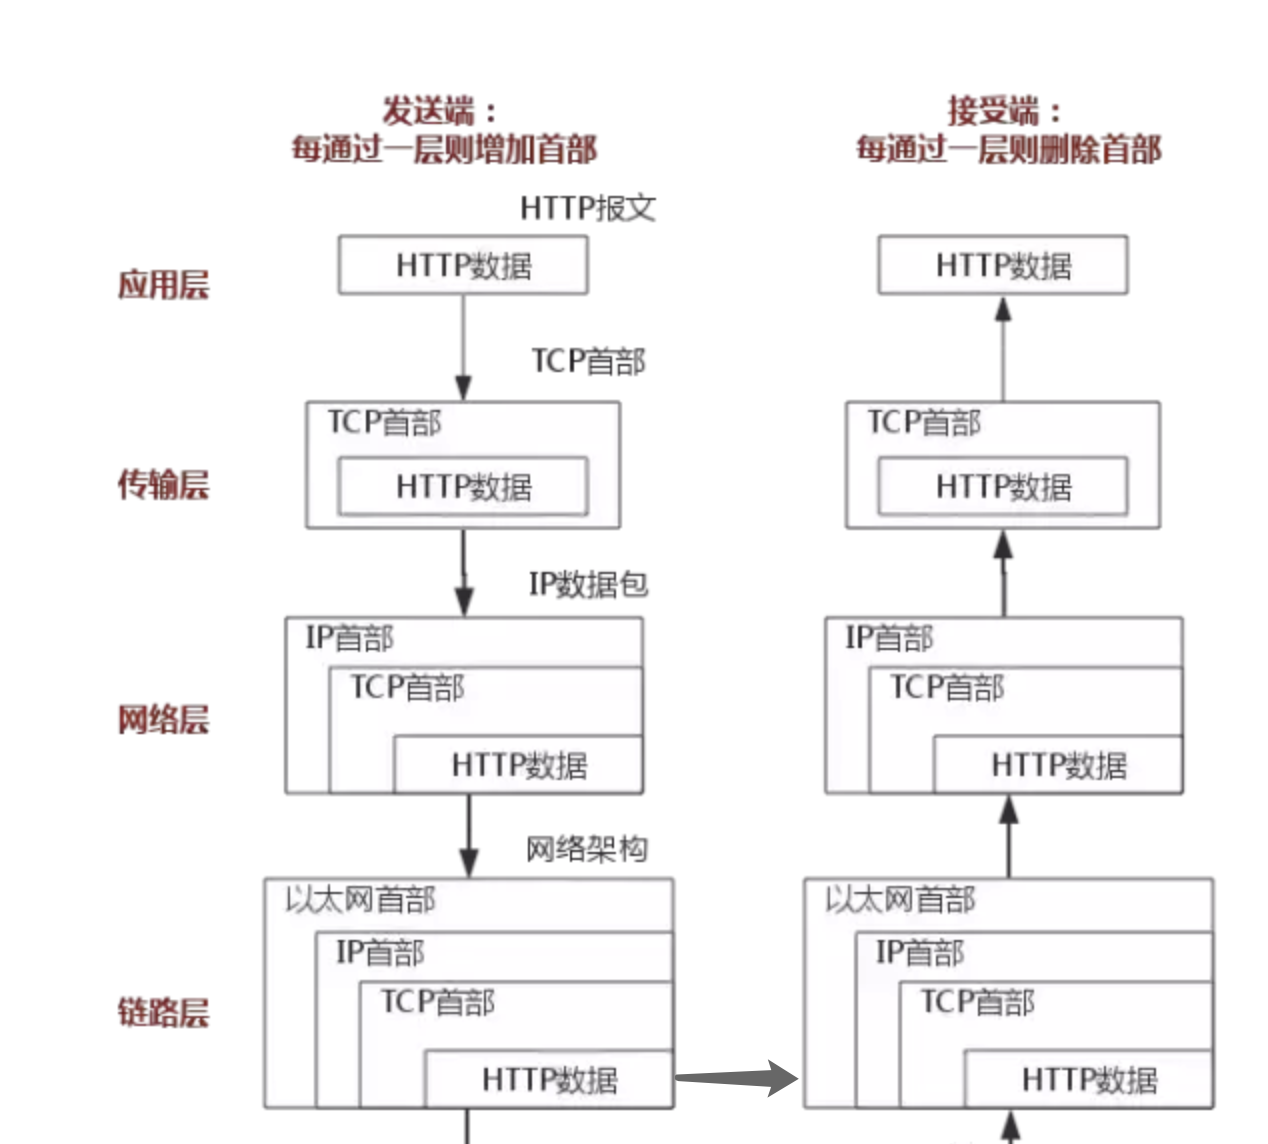 发送端：
每通过一层则增加首部
接受端：
每通过一层则删除首部
HTTP报文
应用层
HTTP数据
HTTP数据
TCP首部
传输层
TCP首部
HTTP数据
TCP首部
HTTP数据
IP数据包
网络层
IP首部
TCP首部
HTTP数据
IP首部
TCP首部
HTTP数据
网络架构
链路层
以太网首部
IP首部
TCP首部
HTTP数据
以太网首部
IP首部
TCP首部
HTTP数据